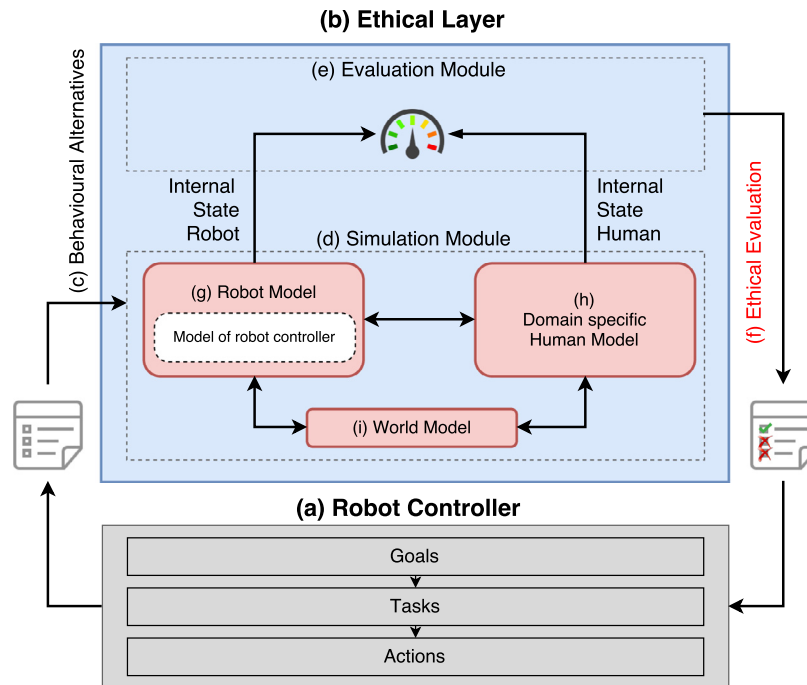 (b) Ethical Layer
(e) Evaluation Module
(c) Behavioural Alternatives
Internal
State
Robot
Internal
State
Human
(f) Ethical Evaluation
(d) Simulation Module
(g) Robot Model
Model of robot controller
(h)
Domain specific
Human Model
(i) World Model
(a) Robot Controller
Goals
Tasks
Actions